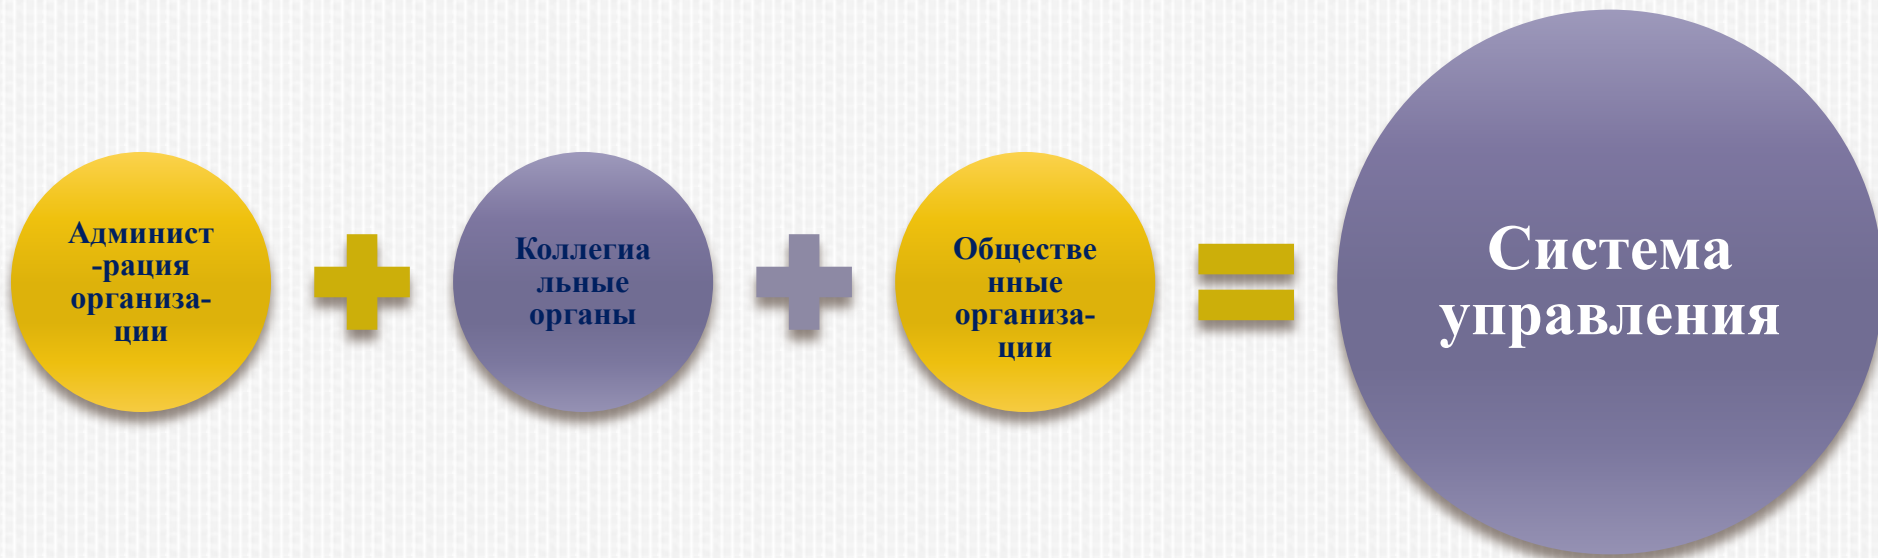 Админист
-рация
организа-
ции
Коллегиа
льные
органы
Обществе
нные
организа-
ции
Система
управления